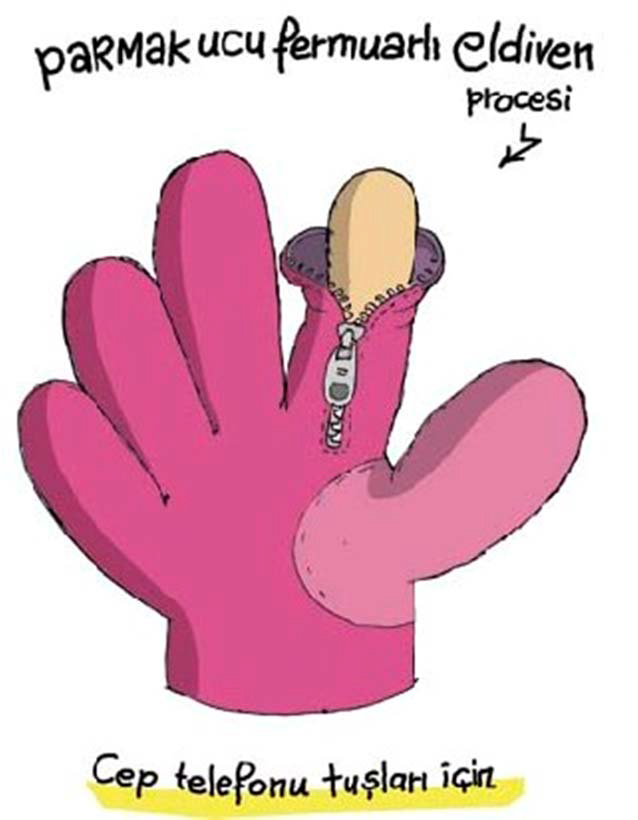 parmak ucu fermuarlı eldiven
procesi
Cep telefonu tuşları için